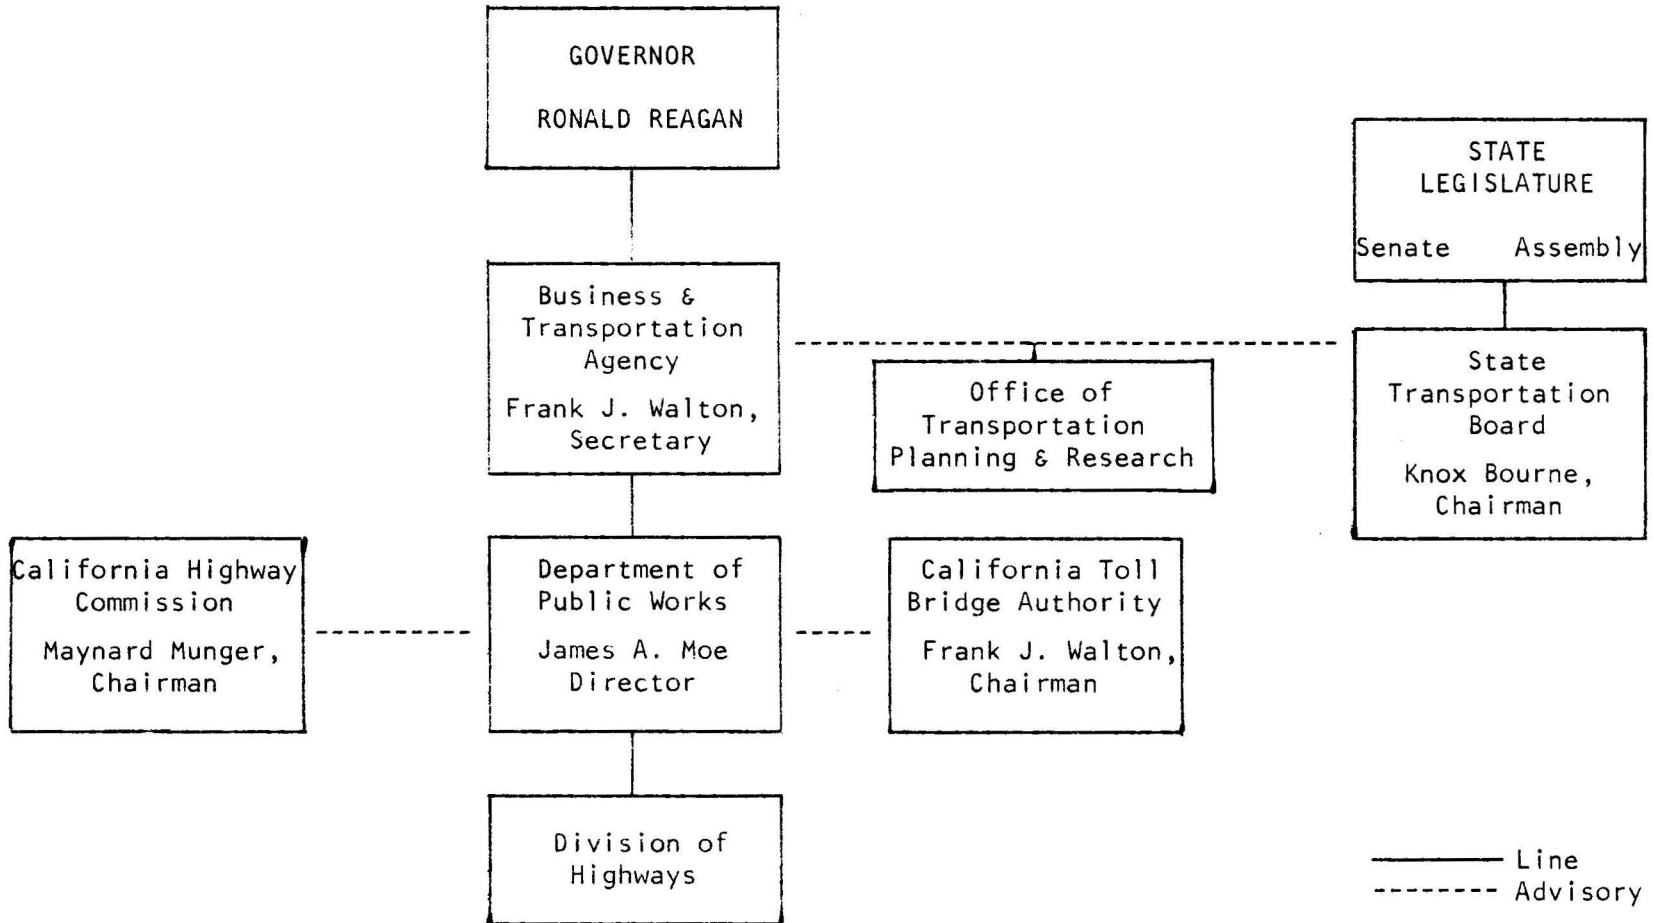 GOVERNOR
RONALD REAGAN
STATE
LEGISLATURE
Senate Assembly
Business &
Transportation
Agency
Frank J. Walton,
Secretary
Office of
Transportation
Planning & Research
State
Transportation
Board
Knox Bourne,
Chairman
California Highway
Commission
Maynard Munger,
Chairman
Department of
Public Works
James A. Moe
Director
California Toll
Bridge Authority
Frank J. Walton,
Chairman
Division of
Highways
Line
Advisory